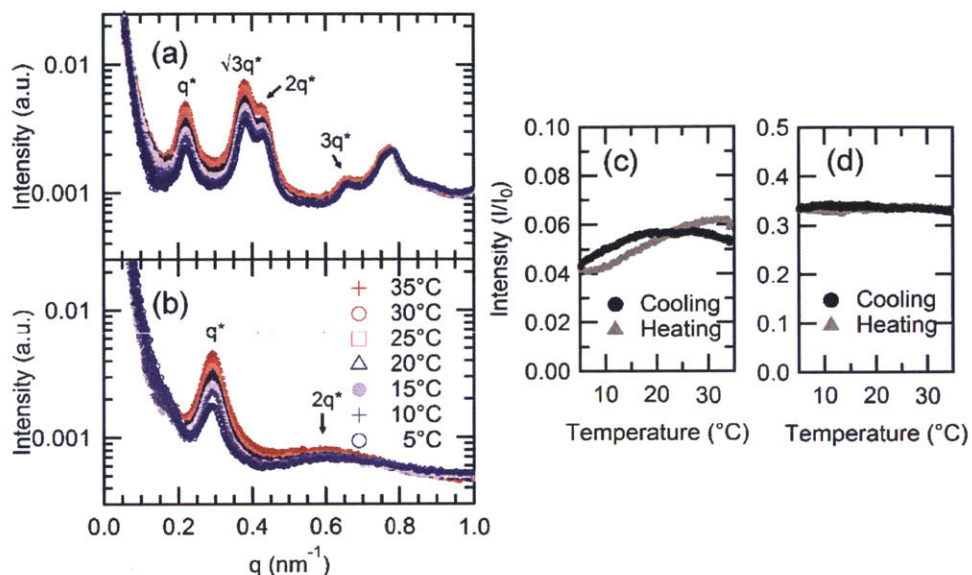 (a)
q*
√3q*
2q*
3q*
0.01
0.001
Intensity (a.u.)
(b)
q*
2q*
35°C
30°C
25°C
20°C
15°C
10°C
5°C
0.01
0.001
Intensity (a.u.)
0.0 0.2 0.4 0.6 0.8 1.0
q (nm⁻¹)
(c)
0.10
0.08
0.06
0.04
0.02
0.00
Intensity (I/I₀)
Cooling
Heating
10 20 30
Temperature (°C)
(d)
0.5
0.4
0.3
0.2
0.1
0.0
Cooling
Heating
10 20 30
Temperature (°C)